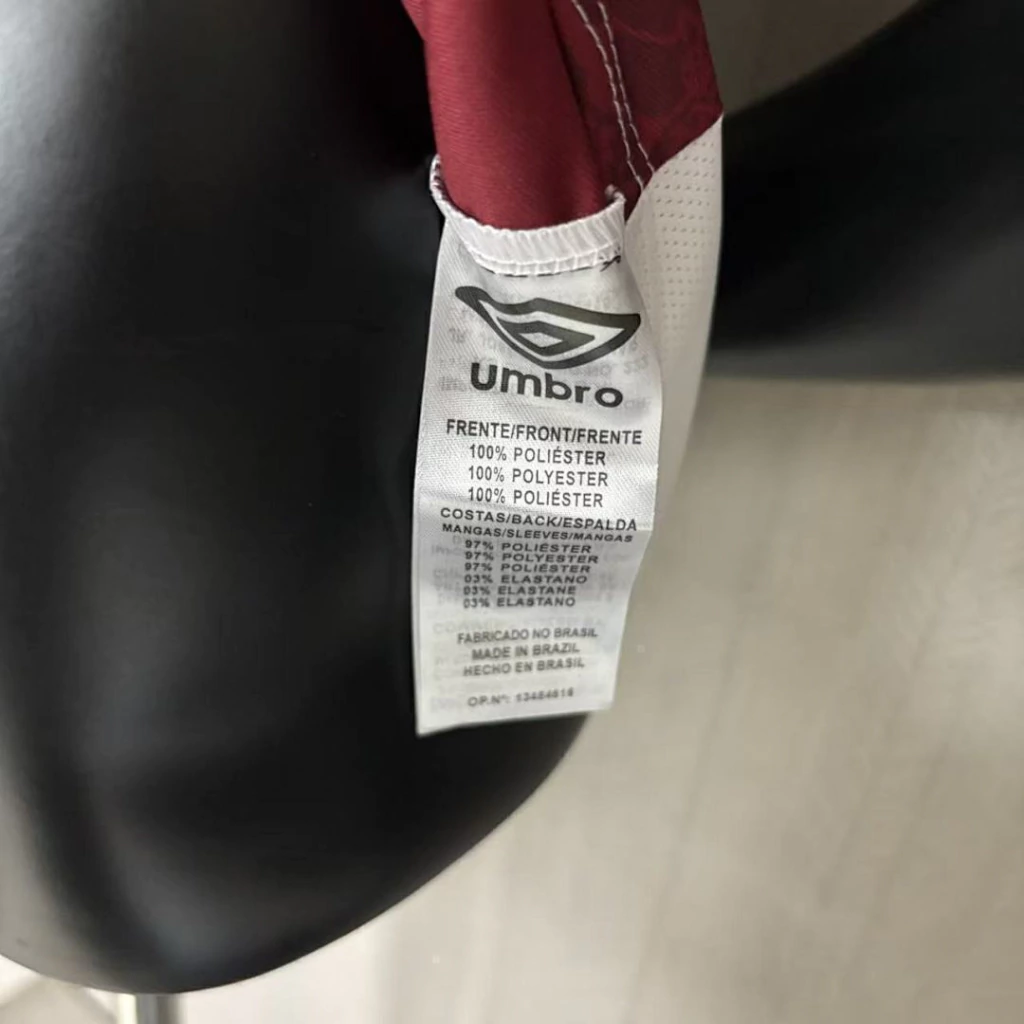 umbro
FRENTE/FRONT/FRENTE
100% POLIÉSTER
100% POLYESTER
100% POLIÉSTER
COSTAS/BACK/ESPALDA
MANGAS/SLEEVES/MANGAS
97% POLIÉSTER
97% POLYESTER
97% POLIÉSTER
03% ELASTANO
03% ELASTANE
03% ELASTANO
FABRICADO NO BRASIL
MADE IN BRAZIL
HECHO EN BRASIL
OP.Nº: